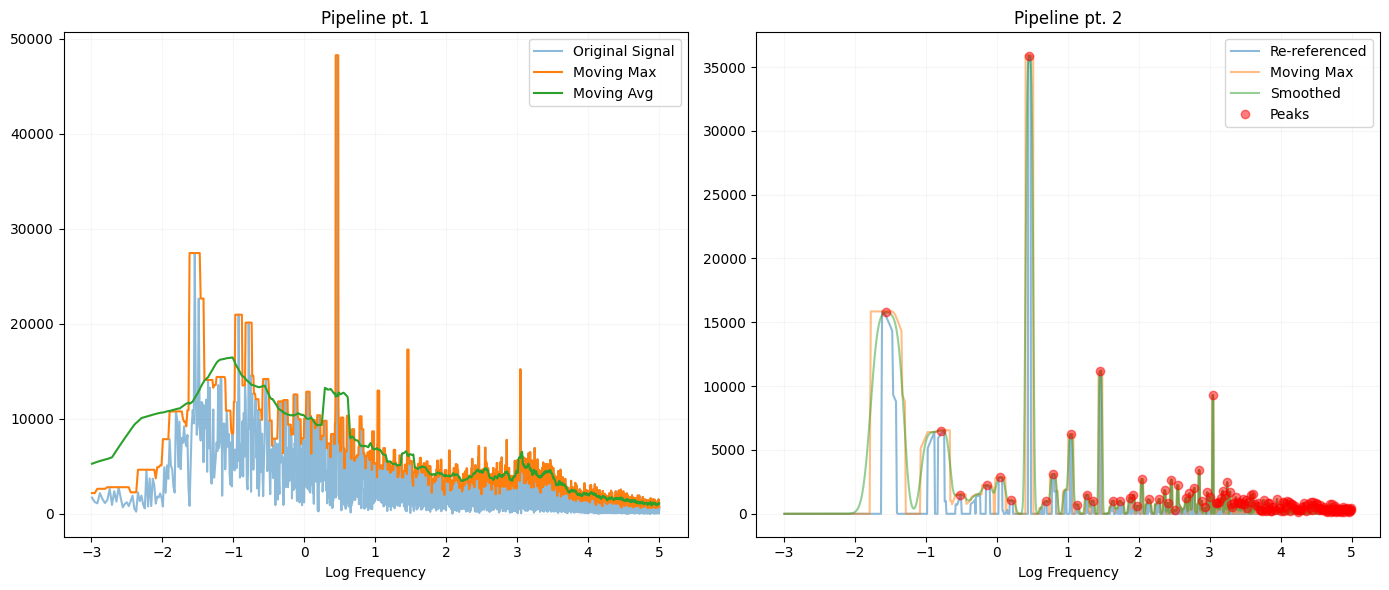 Pipeline pt. 1
50000
40000
30000
20000
10000
0
−3 −2 −1 0 1 2 3 4 5
Log Frequency
Original Signal
Moving Max
Moving Avg
Pipeline pt. 2
35000
30000
25000
20000
15000
10000
5000
0
−3 −2 −1 0 1 2 3 4 5
Log Frequency
Re-referenced
Moving Max
Smoothed
Peaks